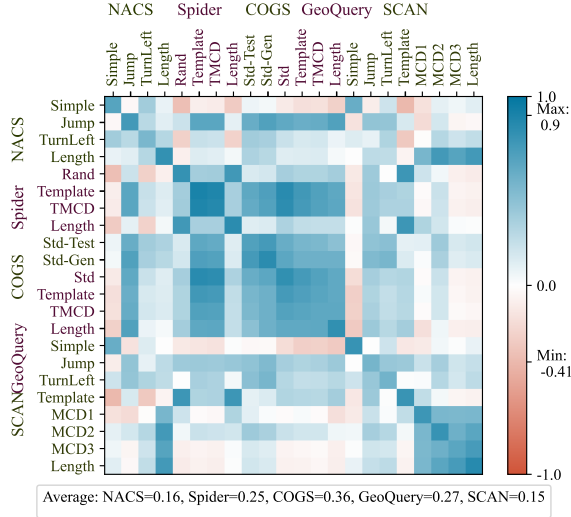 NACS Spider COGS GeoQuery SCAN
Simple
Jump
TurnLeft
Length
Rand
Template
TMCD
Length
Std-Test
Std-Gen
Std
Template
TMCD
Length
Simple
Jump
TurnLeft
Template
MCD1
MCD2
MCD3
Length
NACS
Spider
COGS
GeoQuery
SCAN
Simple
Jump
TurnLeft
Length
Rand
Template
TMCD
Length
Std-Test
Std-Gen
Std
Template
TMCD
Length
Simple
Jump
TurnLeft
Template
MCD1
MCD2
MCD3
Length
1.0
Max:
0.9
0.0
Min:
-0.41
-1.0
Average: NACS=0.16, Spider=0.25, COGS=0.36, GeoQuery=0.27, SCAN=0.15